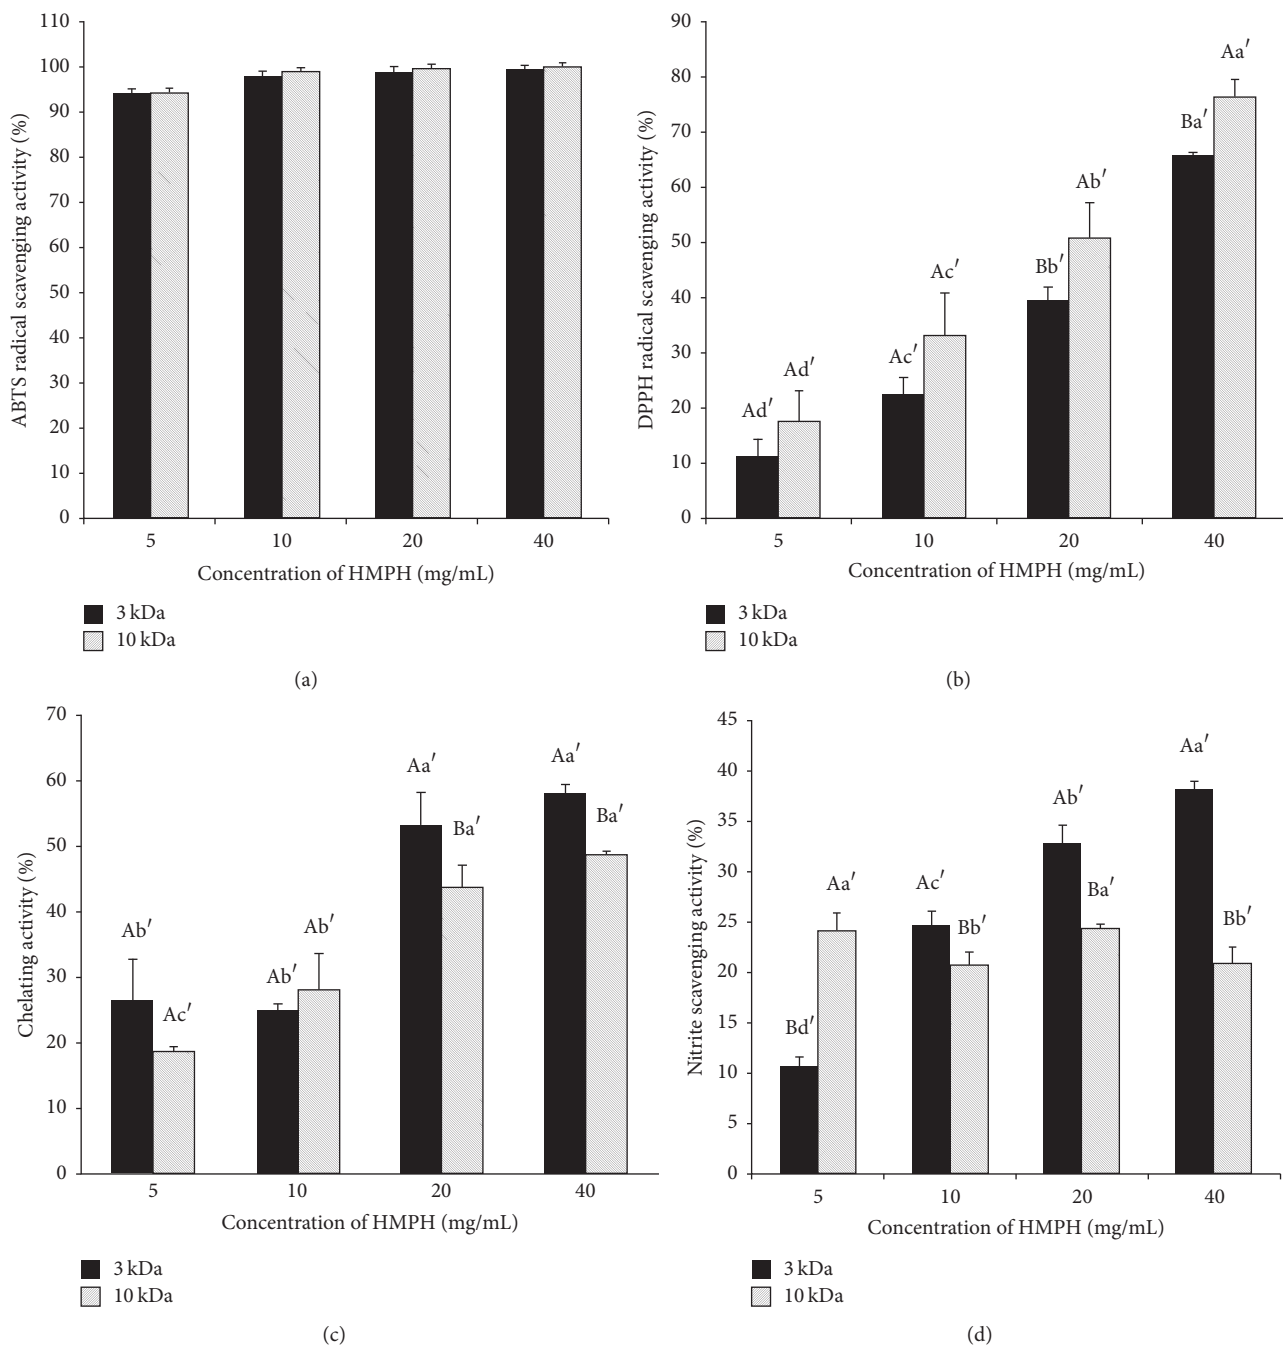 110
100
90
80
70
60
50
40
30
20
10
0
ABTS radical scavenging activity (%)
5 10 20 40
Concentration of HMPH (mg/mL)
3 kDa
10 kDa
(a)
90
80
70
60
50
40
30
20
10
0
DPPH radical scavenging activity (%)
Ad′ Ad′ Ac′ Ac′ Bb′ Ab′ Ba′ Aa′
5 10 20 40
Concentration of HMPH (mg/mL)
3 kDa
10 kDa
(b)
70
60
50
40
30
20
10
0
Chelating activity (%)
Ab′ Ac′ Ab′ Ab′ Aa′ Ba′ Aa′ Ba′
5 10 20 40
Concentration of HMPH (mg/mL)
3 kDa
10 kDa
(c)
45
40
35
30
25
20
15
10
5
0
Nitrite scavenging activity (%)
Bd′ Aa′ Ac′ Bb′ Ab′ Ba′ Aa′ Bb′
5 10 20 40
Concentration of HMPH (mg/mL)
3 kDa
10 kDa
(d)